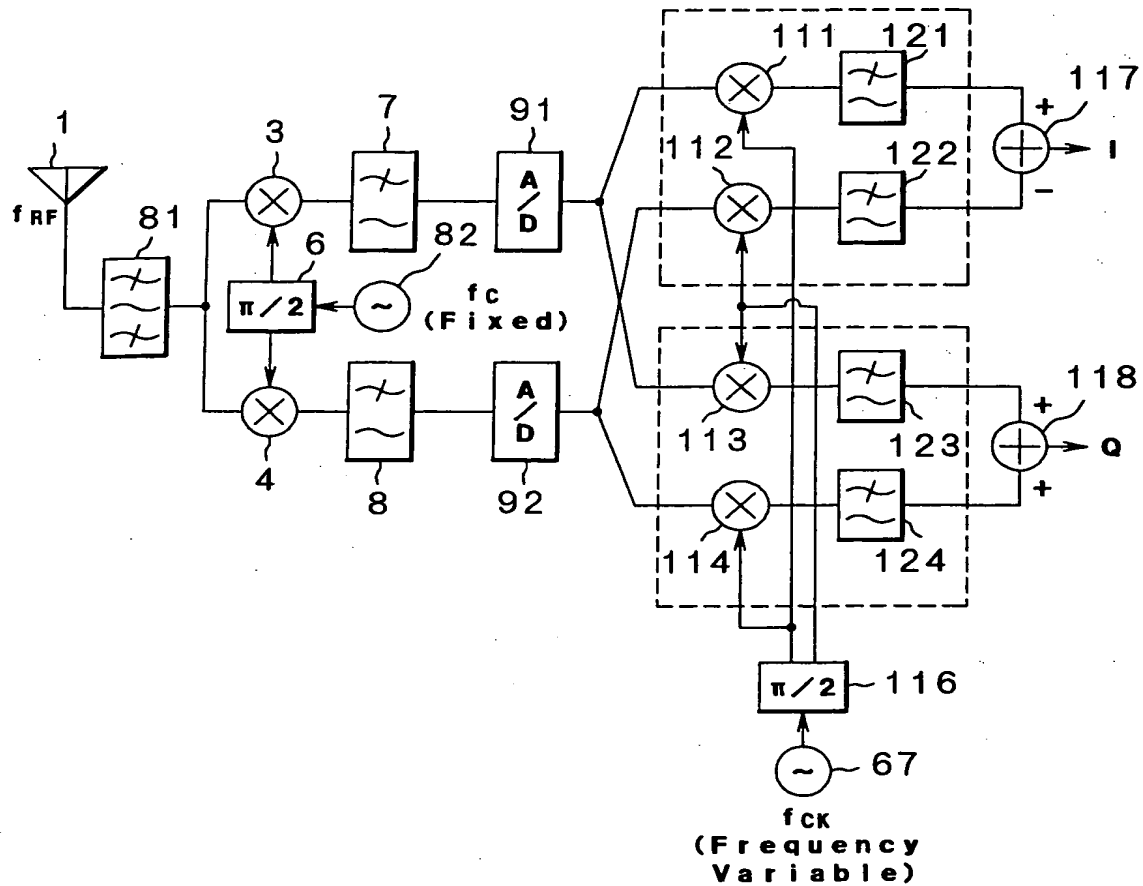 111
121
117
1
7
91
+
3
A/D
112
122
I
f RF
81
6
82
−
π/2
~
f C
(Fixed)
118
A/D
+
113
123
Q
4
8
92
+
114
124
π/2
116
~
67
f CK
(Frequency
Variable)